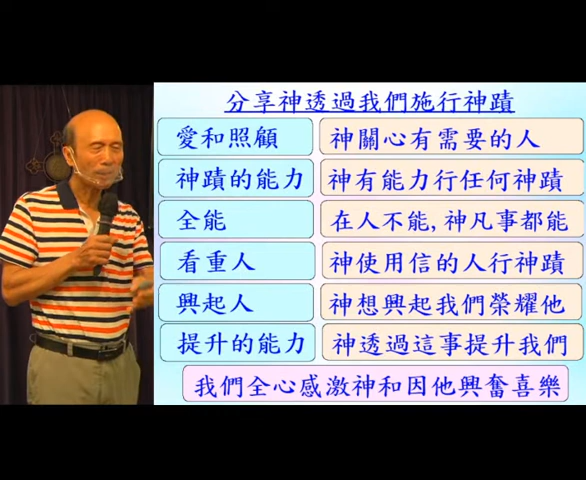 分享神透過我們施行神蹟
愛和照顧 神關心有需要的人
神蹟的能力 神有能力行任何神蹟
全能 在人不能, 神凡事都能
看重人 神使用信的人行神蹟
興起人 神想興起我們榮耀他
提升的能力 神透過這事提升我們
我們全心感激神和因他興奮喜樂